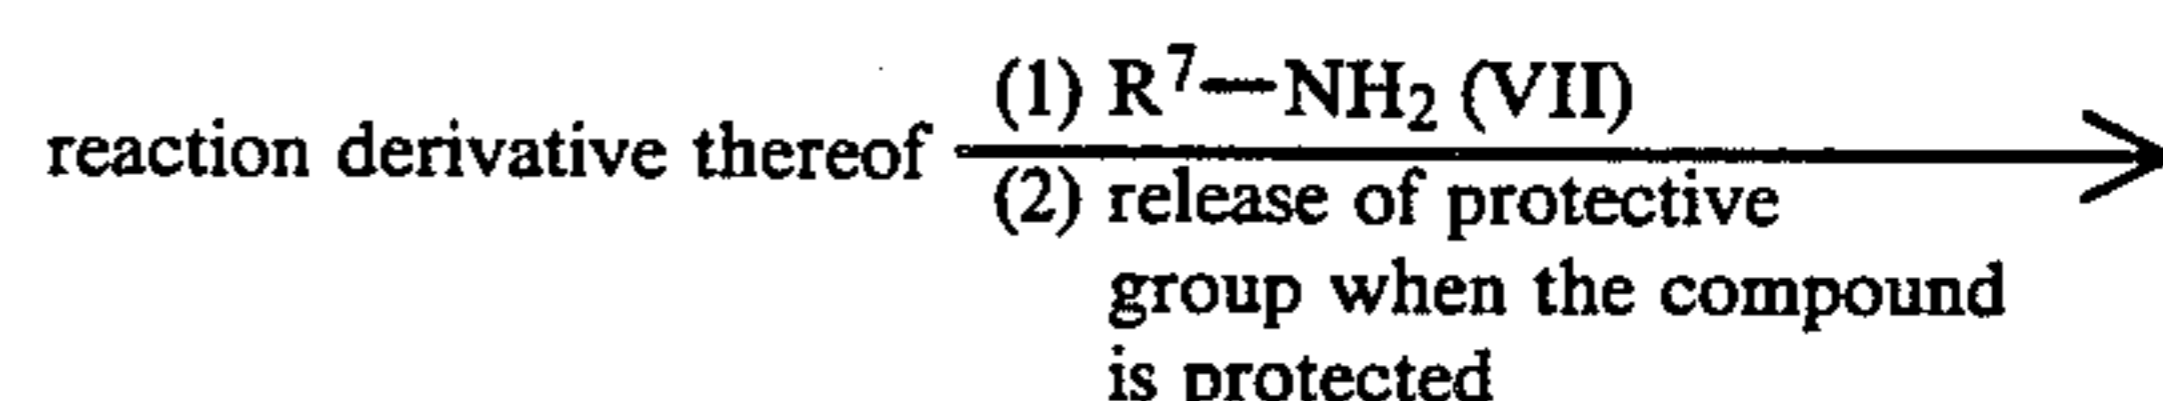 (1) R⁷—NH₂ (VII)
reaction derivative thereof
(2) release of protective
group when the compound
is protected